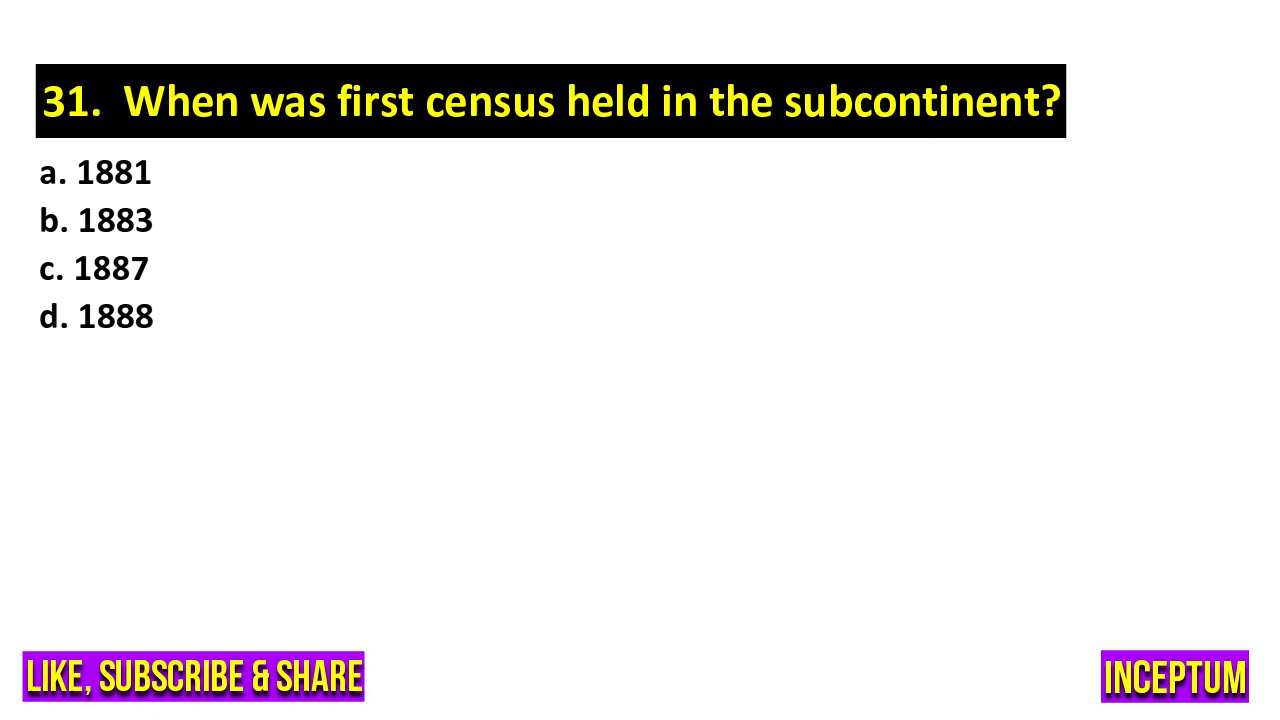 31. When was first census held in the subcontinent?
a. 1881
b. 1883
c. 1887
d. 1888
LIKE, SUBSCRIBE & SHARE
INCEPTUM